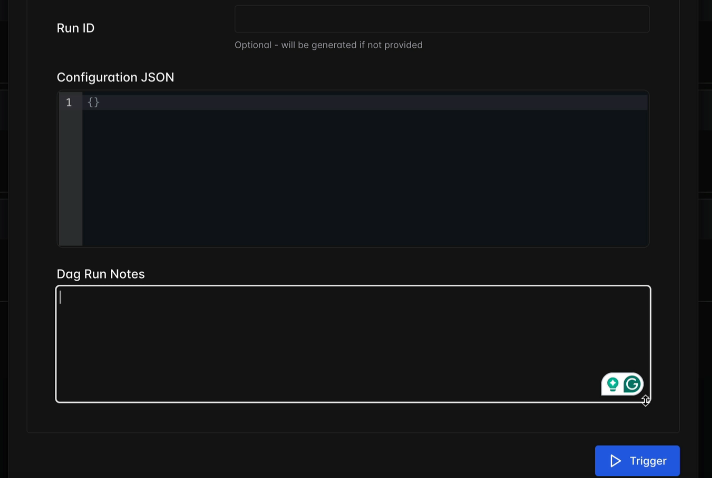 Run ID
Optional - will be generated if not provided
Configuration JSON
1 {}
Dag Run Notes
Trigger